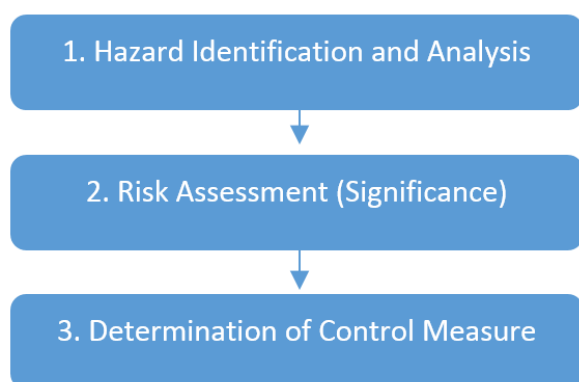 1. Hazard Identification and Analysis
2. Risk Assessment (Significance)
3. Determination of Control Measure